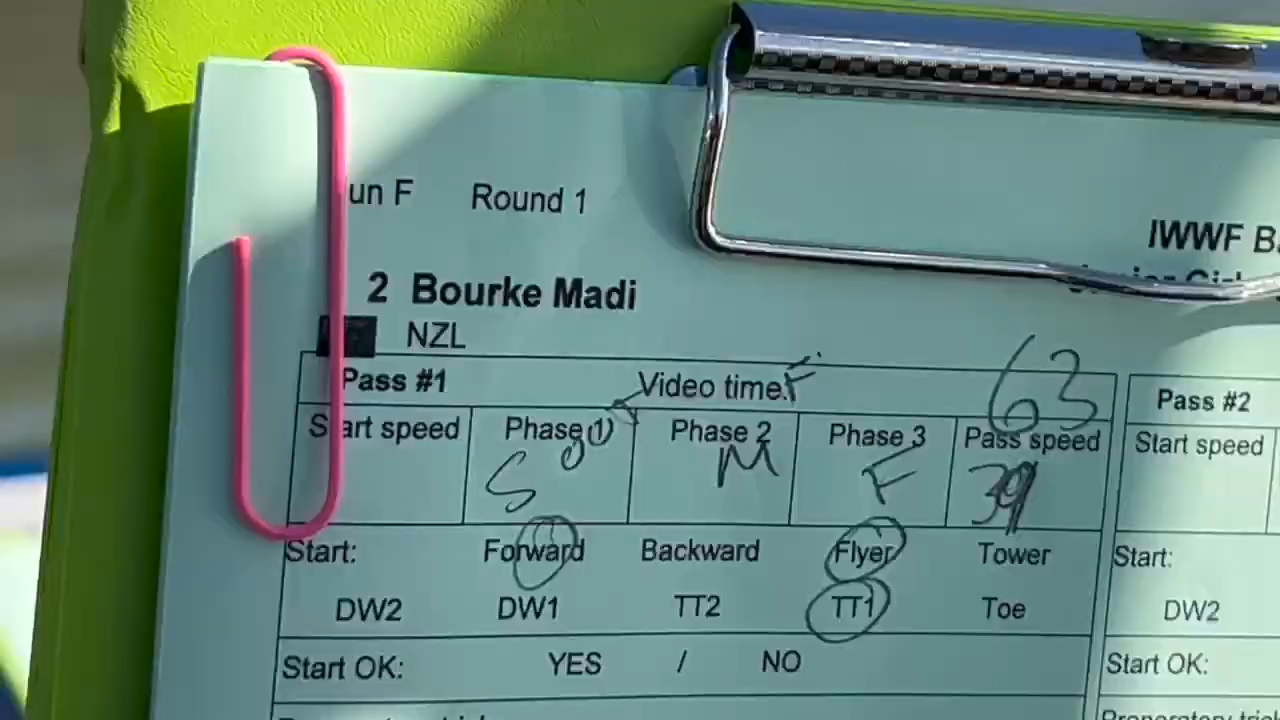 un F Round 1
IWWF B
2 Bourke Madi
NZL
63
Pass #1 Video time: F
Pass #2
Start speed Phase 1 Phase 2 Phase 3 Pass speed
Start speed
S M F 39
Start: Forward Backward Flyer Tower
Start:
DW2 DW1 TT2 TT1 Toe
DW2
Start OK: YES / NO
Start OK: